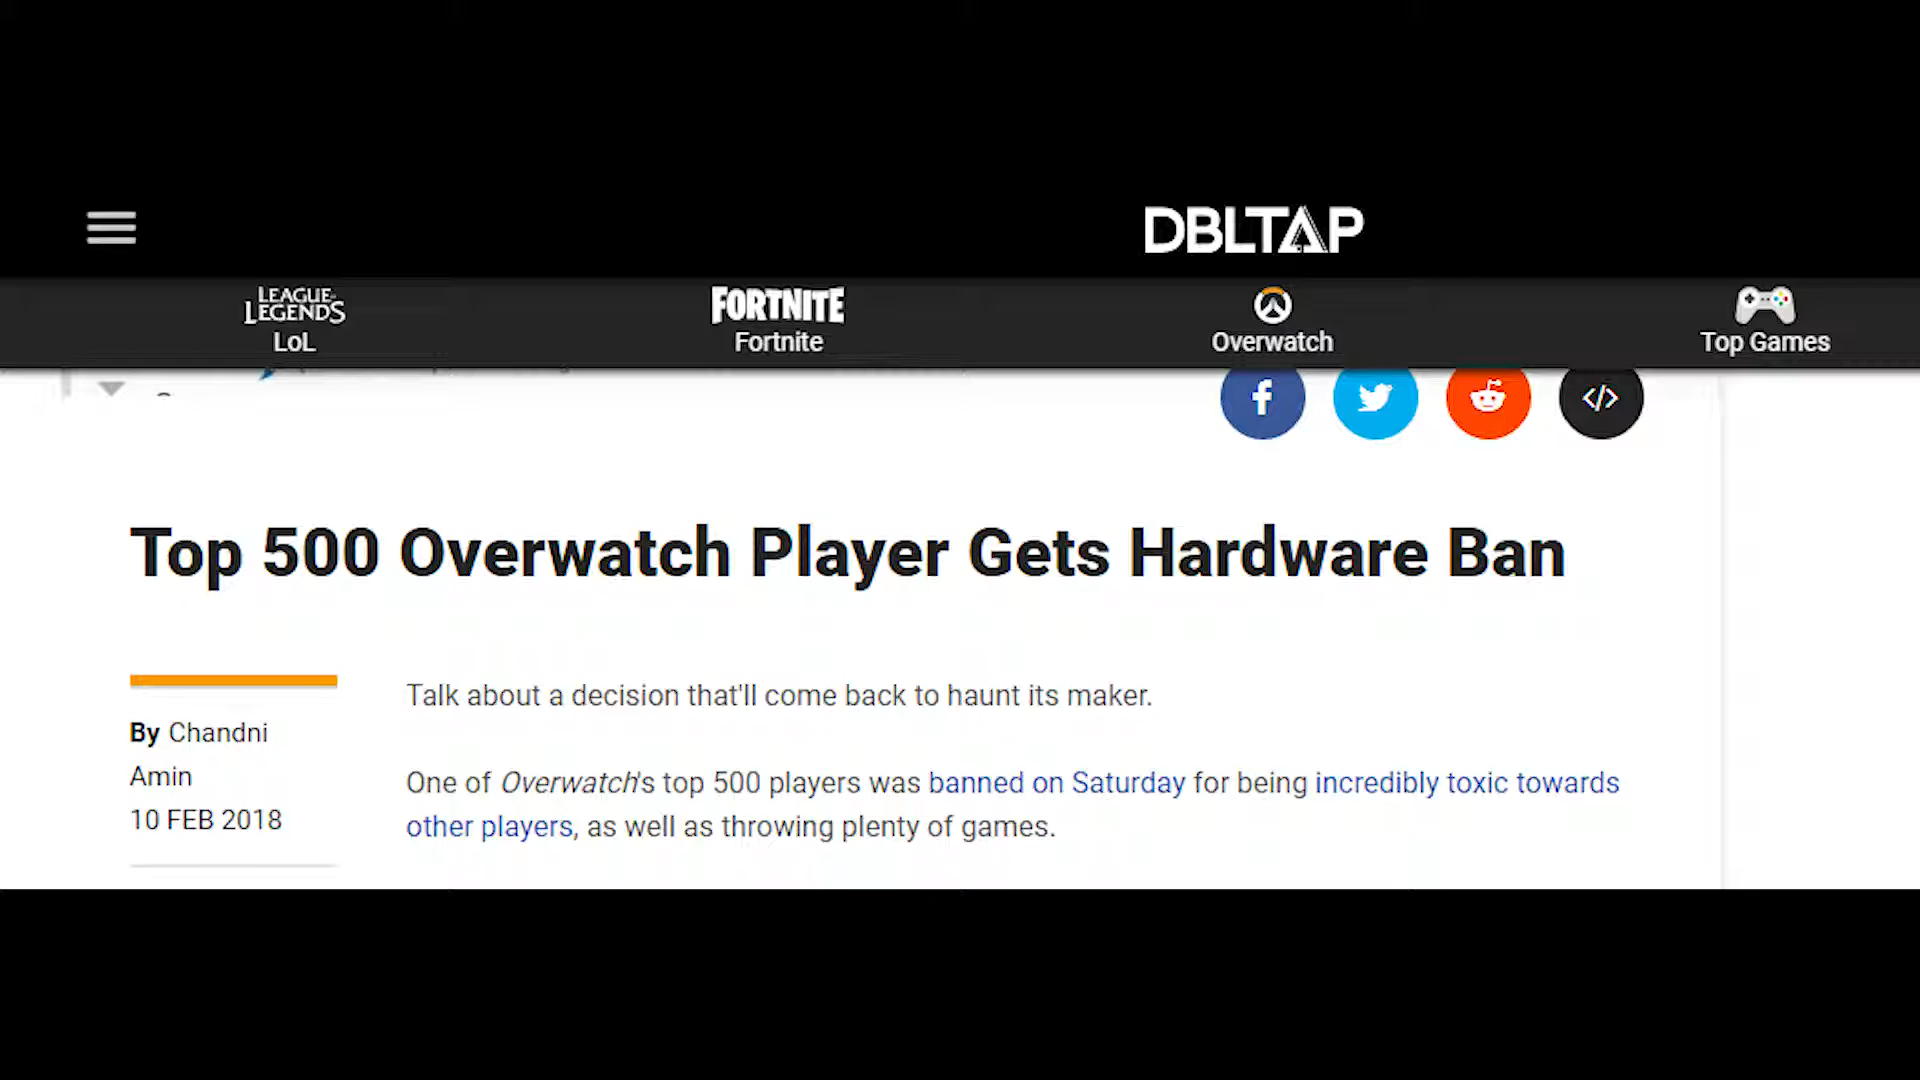 DBLTAP
LEAGUE OF LEGENDS
LoL
FORTNITE
Fortnite
Overwatch
Top Games
Top 500 Overwatch Player Gets Hardware Ban
By Chandni
Amin
10 FEB 2018
Talk about a decision that'll come back to haunt its maker.
One of Overwatch's top 500 players was banned on Saturday for being incredibly toxic towards
other players, as well as throwing plenty of games.